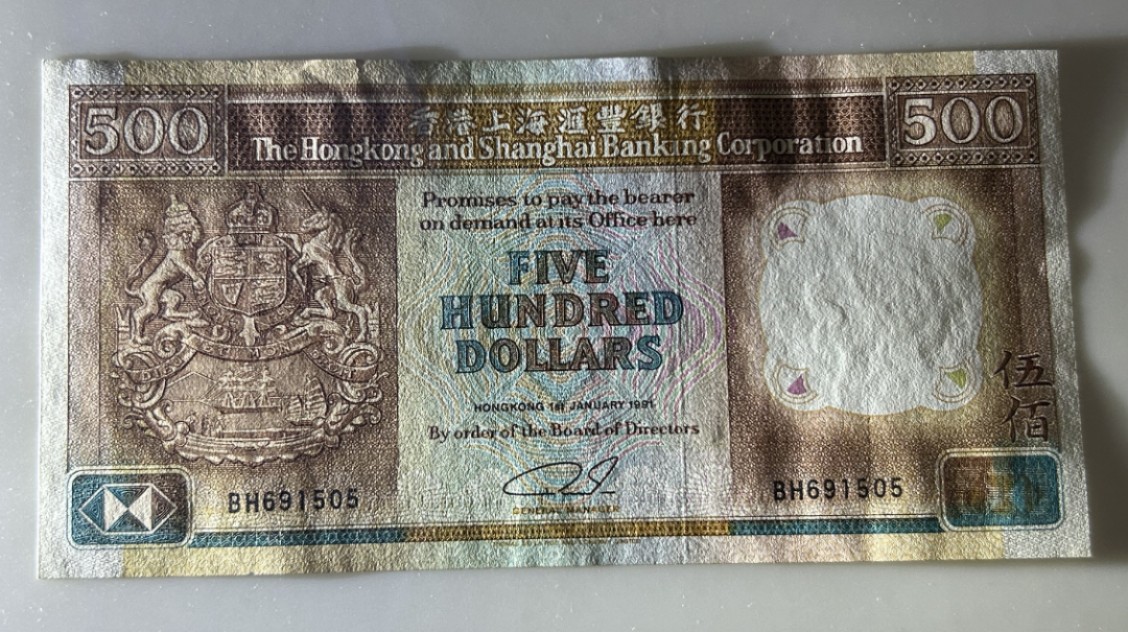 500
香港上海滙豐銀行
500
The Hongkong and Shanghai Banking Corporation
Promises to pay the bearer
on demand at its Office here
FIVE
HUNDRED
DOLLARS
伍
佰
HONGKONG 1ST JANUARY 1991
By order of the Board of Directors
BH691505
BH691505
GENERAL MANAGER